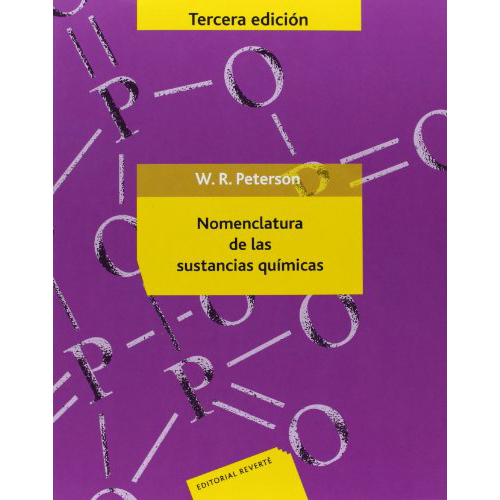 Tercera edición
P
O
P
O
W. R. Peterson
Nomenclatura
de las
sustancias químicas
O
O
O
P
P
O
O
EDITORIAL REVERTÉ